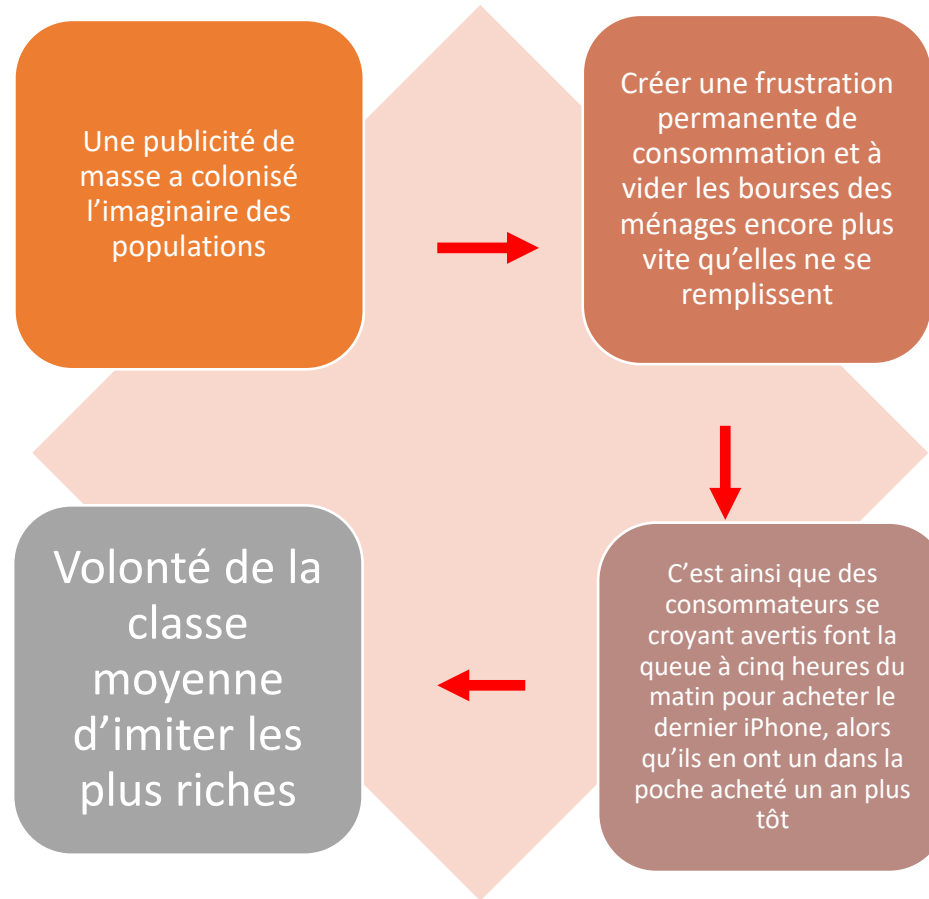 Une publicité de
masse a colonisé
l’imaginaire des
populations
Créer une frustration
permanente de
consommation et à
vider les bourses des
ménages encore plus
vite qu’elles ne se
remplissent
C’est ainsi que des
consommateurs se
croyant avertis font la
queue à cinq heures du
matin pour acheter le
dernier iPhone, alors
qu’ils en ont un dans la
poche acheté un an plus
tôt
Volonté de la
classe
moyenne
d’imiter les
plus riches